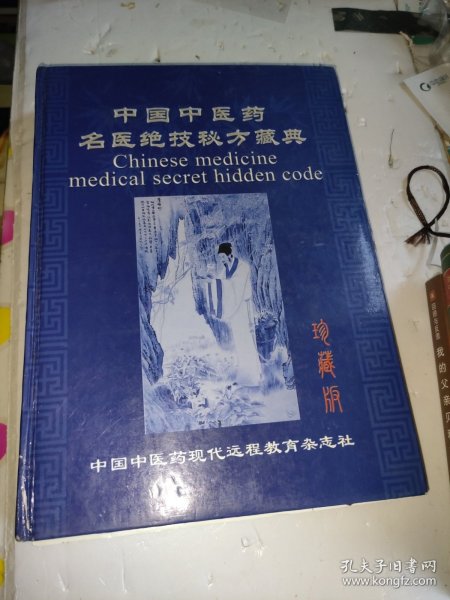 中国中医药
名医绝技秘方藏典
Chinese medicine
medical secret hidden code
珍藏版
中国中医药现代远程教育杂志社
我的父亲
孔夫子旧书网
www.kongfz.com